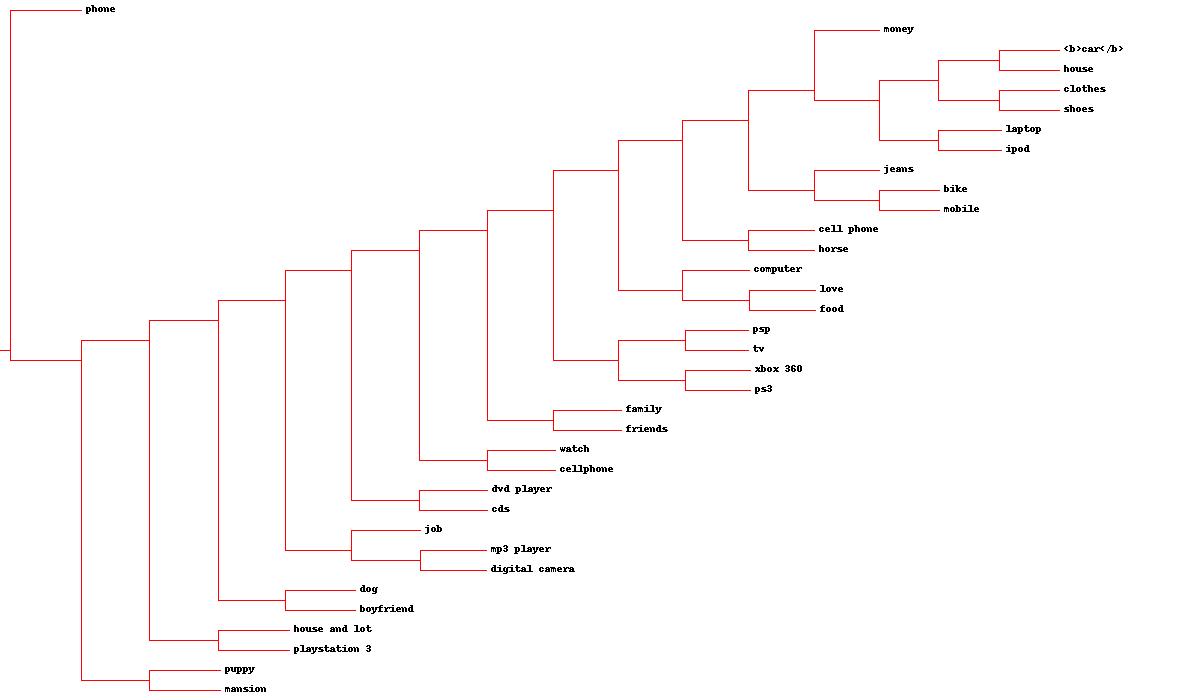 phone
money
<b>car</b>
house
clothes
shoes
laptop
ipod
jeans
bike
mobile
cell phone
horse
computer
love
food
psp
tv
xbox 360
ps3
family
friends
watch
cellphone
dvd player
cds
job
mp3 player
digital camera
dog
boyfriend
house and lot
playstation 3
puppy
mansion